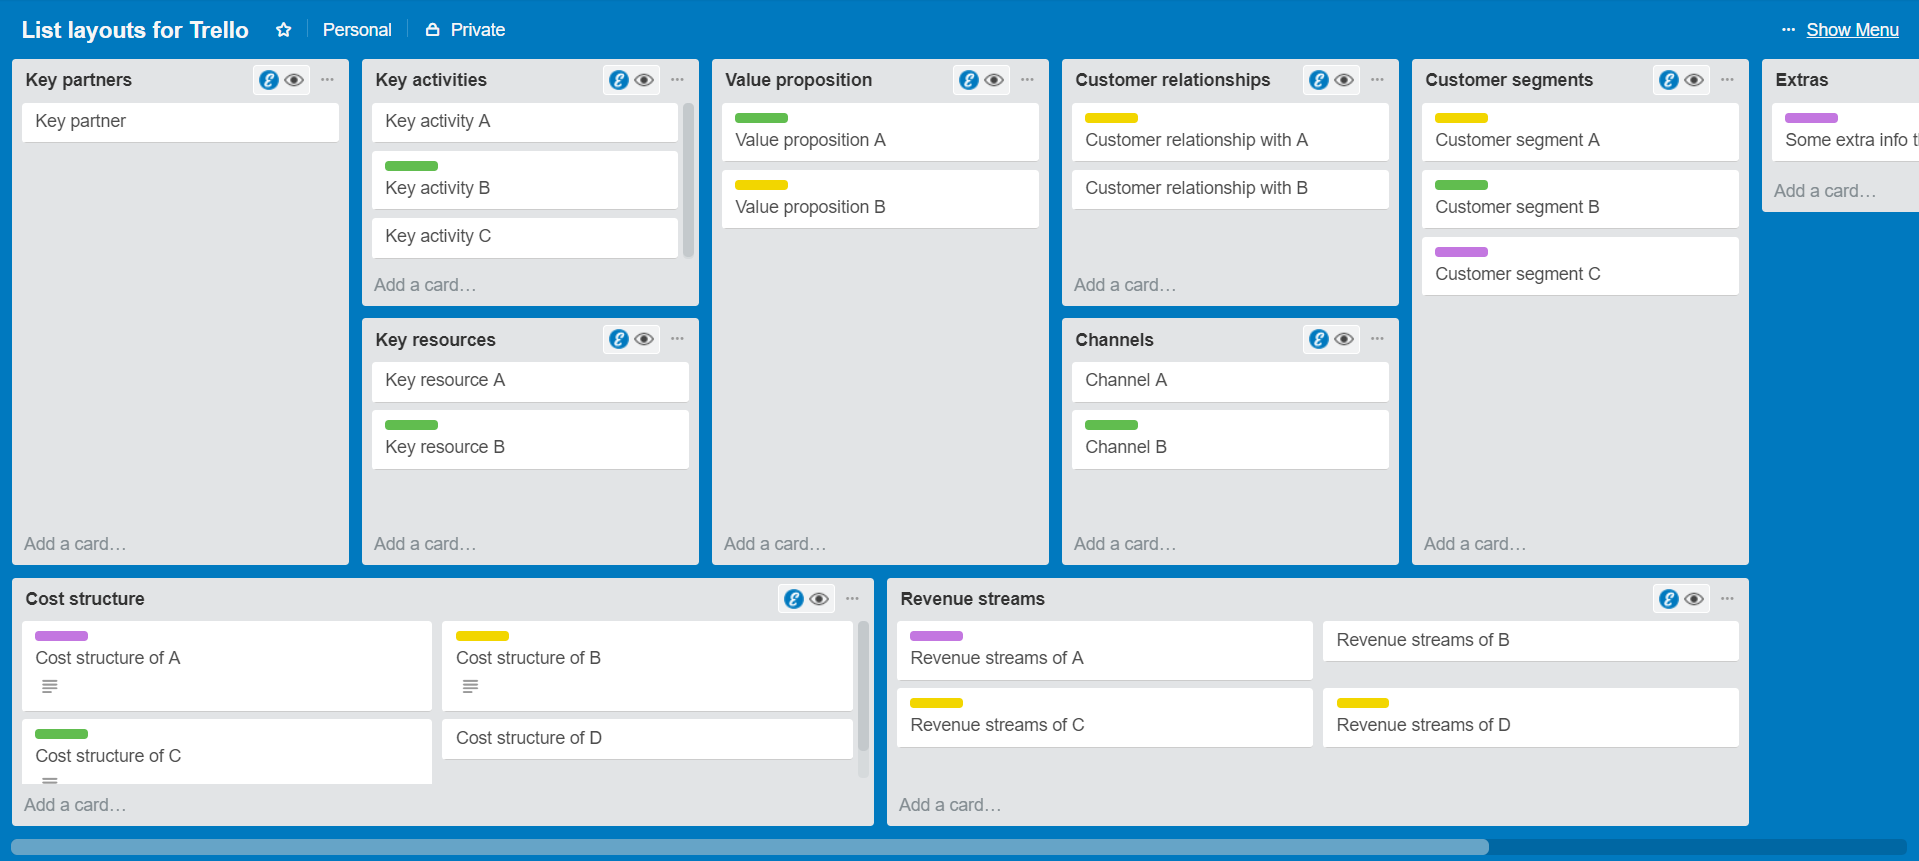 List layouts for Trello
Personal
Private
Show Menu
Key partners
Key partner
Add a card…
Key activities
Key activity A
Key activity B
Key activity C
Add a card…
Key resources
Key resource A
Key resource B
Add a card…
Value proposition
Value proposition A
Value proposition B
Add a card…
Customer relationships
Customer relationship with A
Customer relationship with B
Add a card…
Channels
Channel A
Channel B
Add a card…
Customer segments
Customer segment A
Customer segment B
Customer segment C
Add a card…
Extras
Some extra info
Add a card…
Cost structure
Cost structure of A
Cost structure of B
Cost structure of C
Cost structure of D
Add a card…
Revenue streams
Revenue streams of A
Revenue streams of B
Revenue streams of C
Revenue streams of D
Add a card…